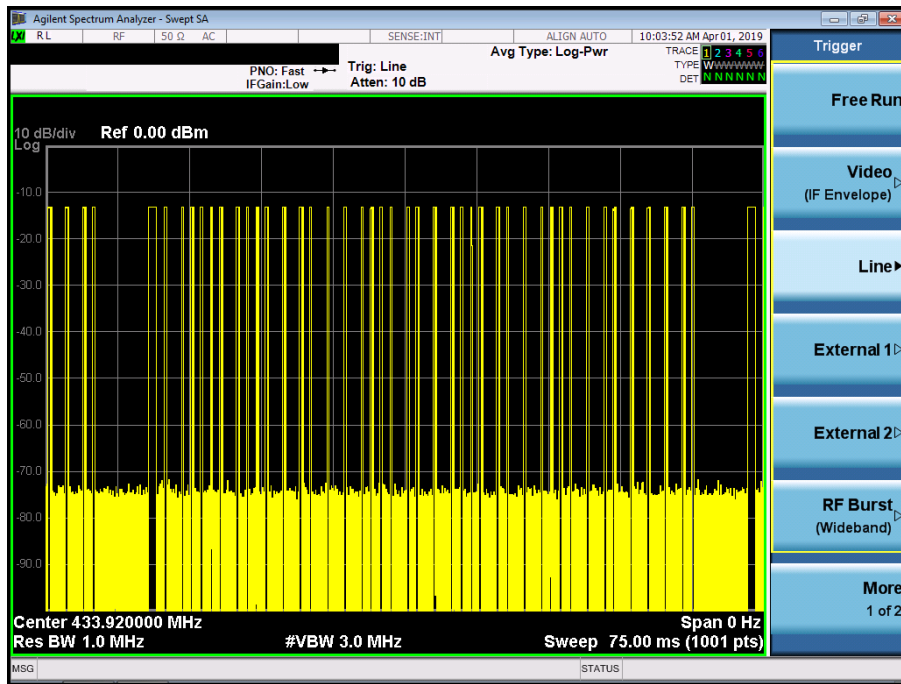 Agilent Spectrum Analyzer - Swept SA
LXI RL RF 50 Ω AC SENSE:INT ALIGN AUTO 10:03:52 AM Apr 01, 2019
Avg Type: Log-Pwr TRACE 1 2 3 4 5 6
PNO: Fast Trig: Line TYPE WWWWWW
IFGain:Low Atten: 10 dB DET N N N N N N
10 dB/div Ref 0.00 dBm
Log
-10.0
-20.0
-30.0
-40.0
-50.0
-60.0
-70.0
-80.0
-90.0
Center 433.920000 MHz Span 0 Hz
Res BW 1.0 MHz #VBW 3.0 MHz Sweep 75.00 ms (1001 pts)
MSG STATUS
Trigger
Free Run
Video
(IF Envelope)
Line
External 1
External 2
RF Burst
(Wideband)
More
1 of 2